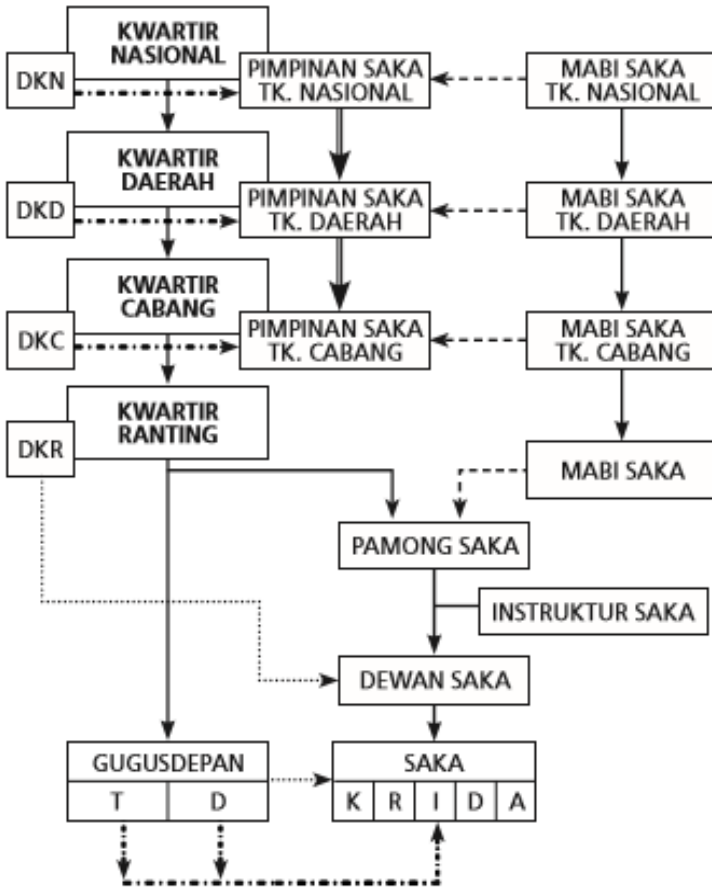 KWARTIR
NASIONAL
DKN
PIMPINAN SAKA
TK. NASIONAL
MABI SAKA
TK. NASIONAL
KWARTIR
DAERAH
DKD
PIMPINAN SAKA
TK. DAERAH
MABI SAKA
TK. DAERAH
KWARTIR
CABANG
DKC
PIMPINAN SAKA
TK. CABANG
MABI SAKA
TK. CABANG
KWARTIR
RANTING
DKR
MABI SAKA
PAMONG SAKA
INSTRUKTUR SAKA
DEWAN SAKA
GUGUSDEPAN
T D
SAKA
K R I D A